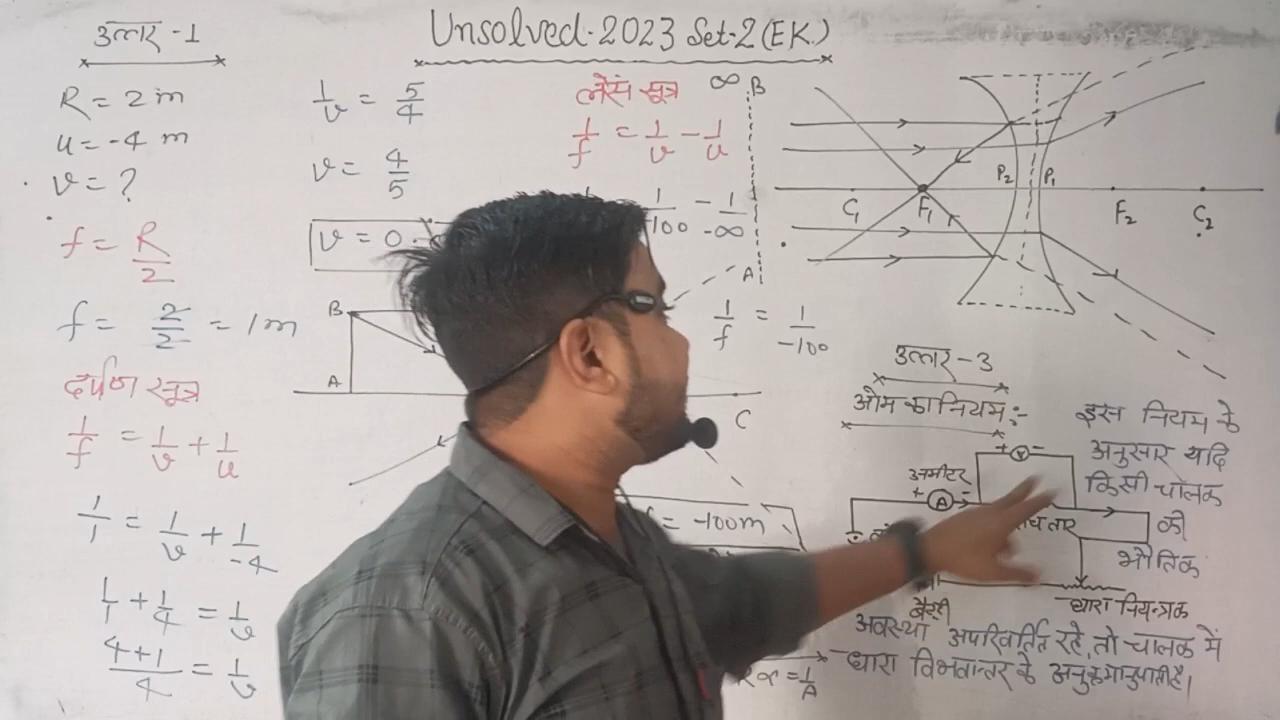 Unsolved-2023 Set-2 (EK.)
उत्तर -1
R = 2 m
u = -4 m
v = ?
f = R/2
f = 2/2 = 1m
दर्पण सूत्र
1/f = 1/v + 1/u
1/1 = 1/v + 1/-4
1/1 + 1/4 = 1/v
4+1/4 = 1/v
1/v = 5/4
v = 4/5
v = 0.
B
A
C
लेंस सूत्र
1/f = 1/v - 1/u
1/-100 - 1/-∞
1/f = 1/-100
f = -100m
∞ B
A
P2 P1
C1 F1 F2 C2
उत्तर - 3
ओम का नियम :-
+ V -
अमीटर
+ A -
बैटरी
धारा नियन्त्रक
इस नियम के
अनुसार यदि
किसी चालक
की
भौतिक
अवस्था अपरिवर्तित रहे, तो चालक में
धारा विभवान्तर के अनुक्रमानुपाती है।
R ∝ = 1/A